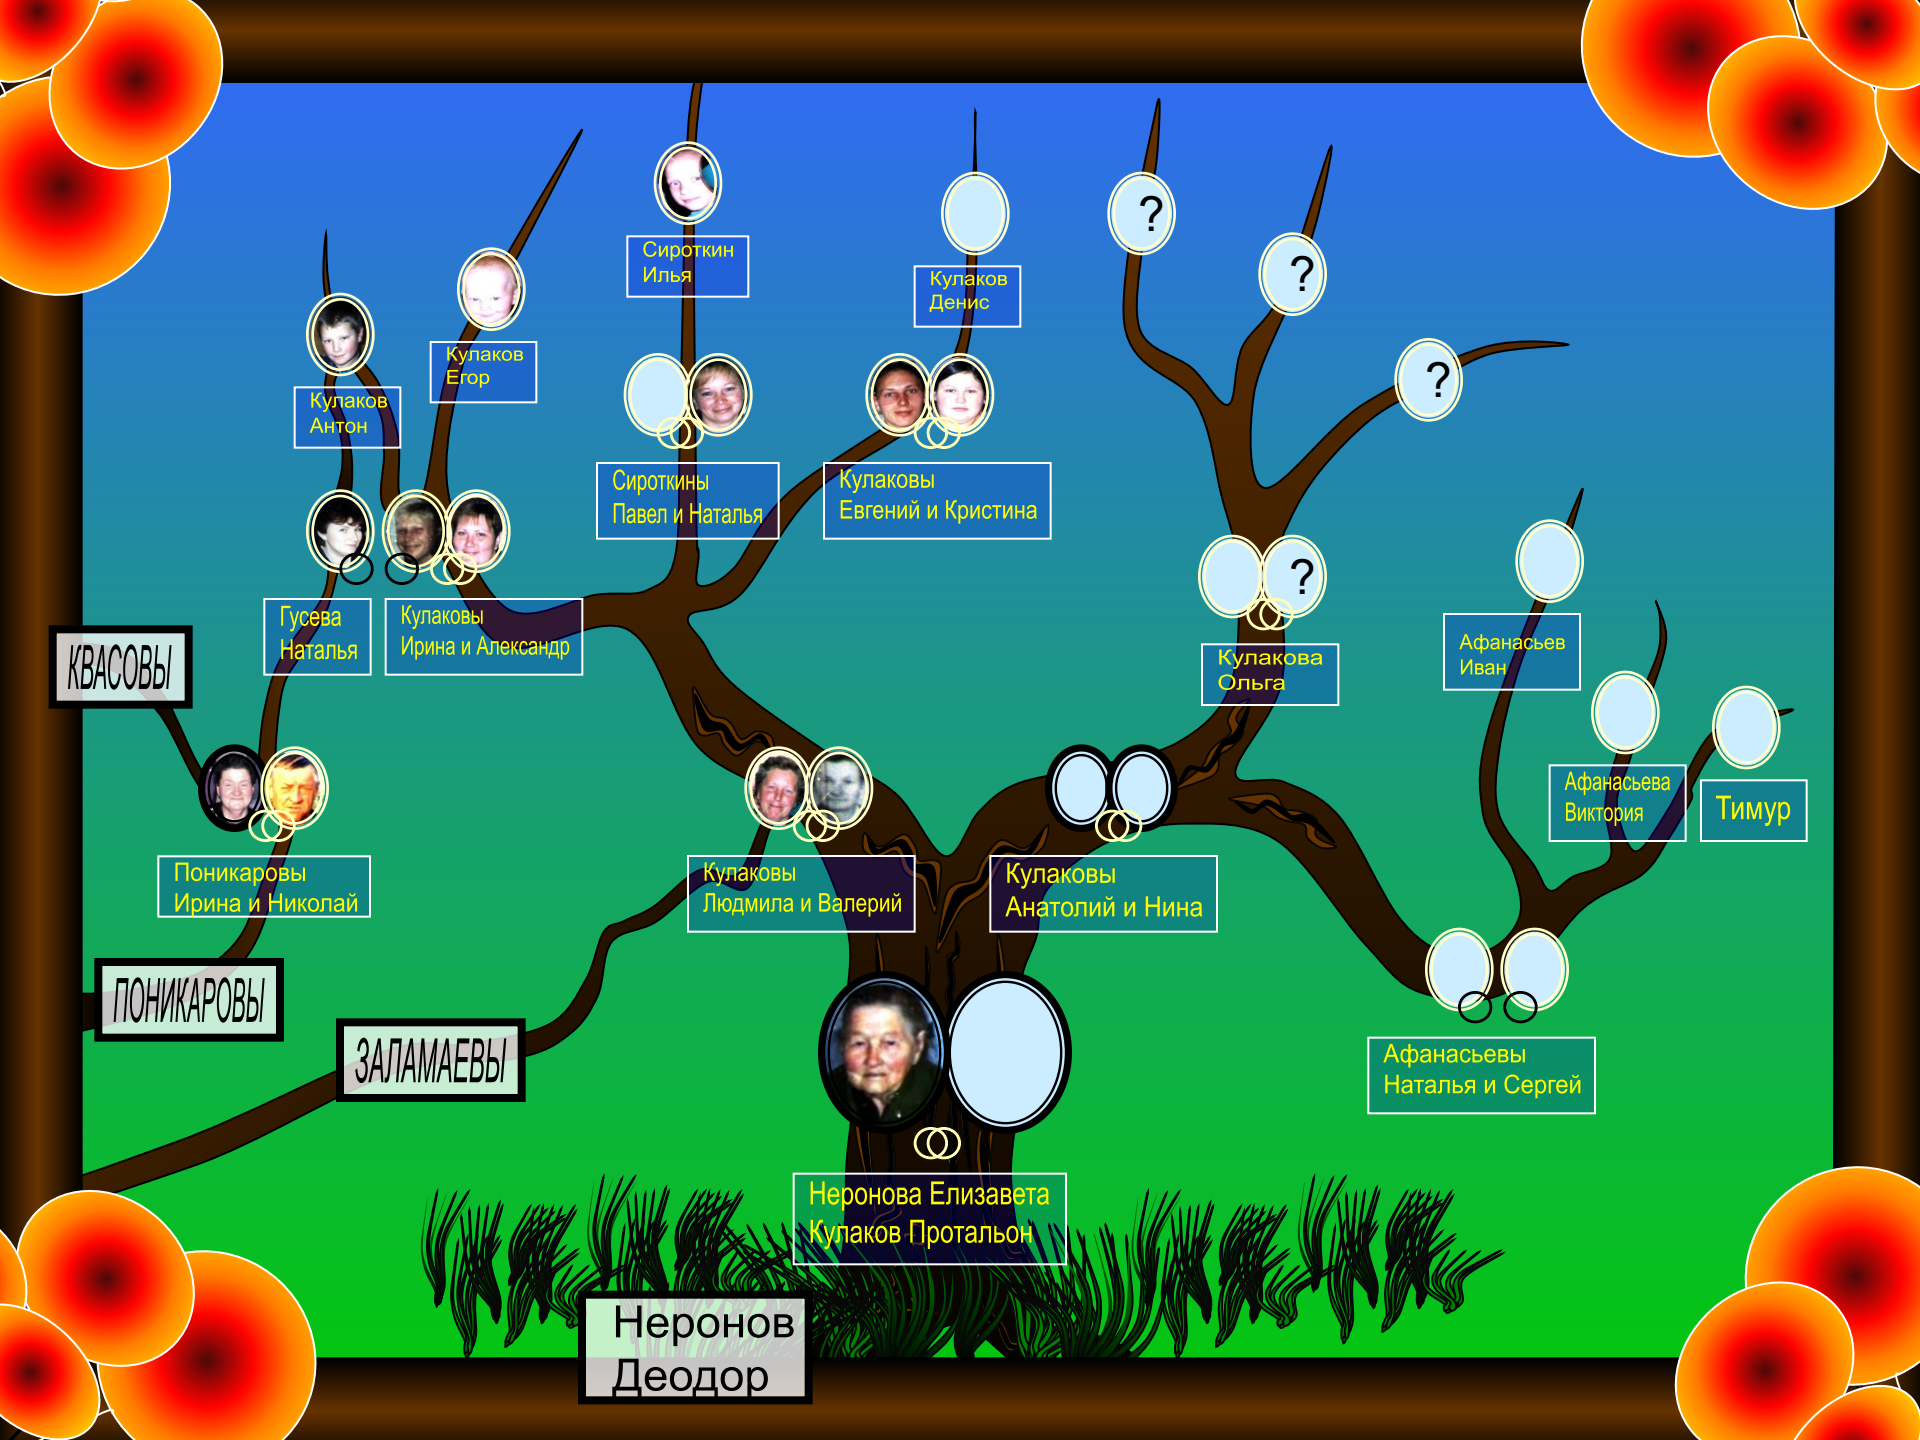 ?
?
Сироткин
Илья
Кулаков
Денис
Кулаков
Егор
?
Кулаков
Антон
Сироткины
Павел и Наталья
Кулаковы
Евгений и Кристина
?
Гусева
Наталья
Кулаковы
Ирина и Александр
Кулакова
Ольга
Афанасьев
Иван
КВАСОВЫ
Афанасьева
Виктория
Тимур
Поникаровы
Ирина и Николай
Кулаковы
Людмила и Валерий
Кулаковы
Анатолий и Нина
ПОНИКАРОВЫ
ЗАЛАМАЕВЫ
Афанасьевы
Наталья и Сергей
Неронова Елизавета
Кулаков Протальон
Неронов
Деодор